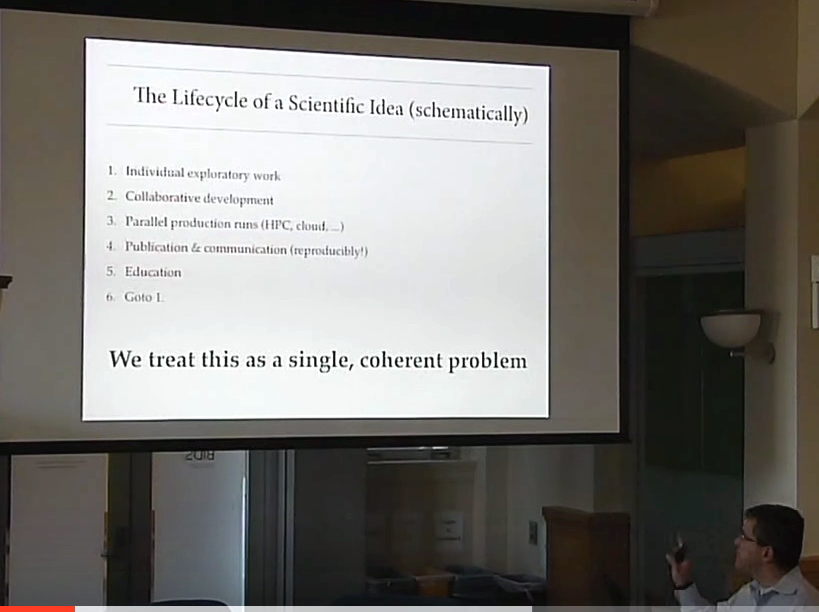 The Lifecycle of a Scientific Idea (schematically)
1. Individual exploratory work
2. Collaborative development
3. Parallel production runs (HPC, cloud, ...)
4. Publication & communication (reproducibly!)
5. Education
6. Goto 1.
We treat this as a single, coherent problem